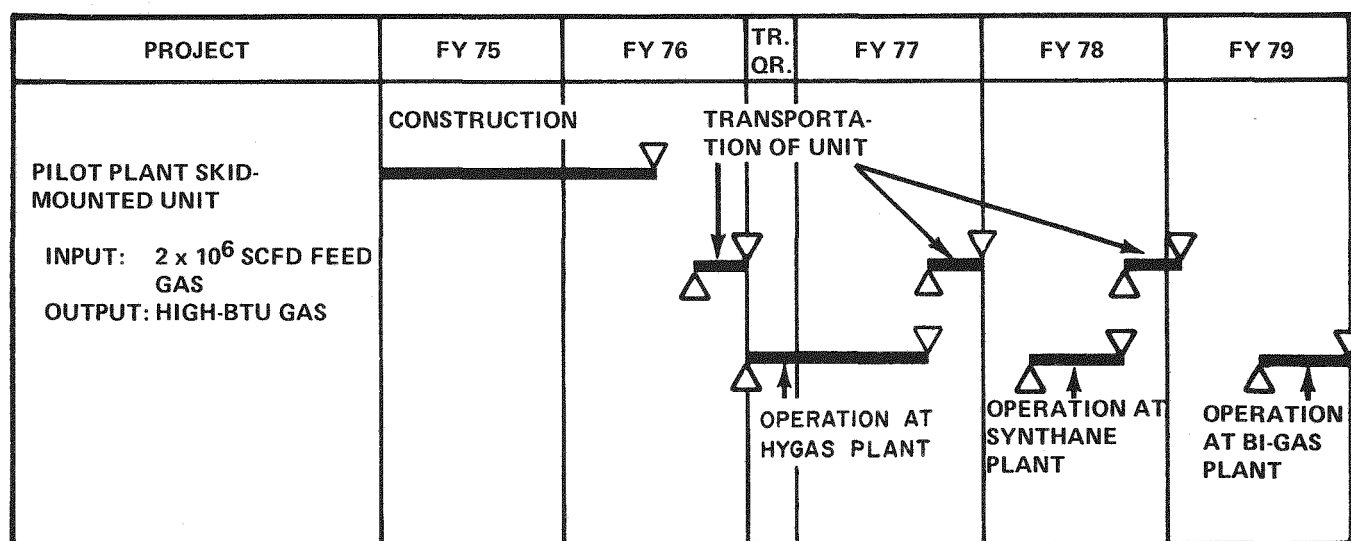 PROJECT
FY 75
FY 76
TR.
QR.
FY 77
FY 78
FY 79
CONSTRUCTION
TRANSPORTA-
TION OF UNIT
PILOT PLANT SKID-
MOUNTED UNIT
INPUT: 2 x 10⁶ SCFD FEED
GAS
OUTPUT: HIGH-BTU GAS
OPERATION AT
HYGAS PLANT
OPERATION AT
SYNTHANE
PLANT
OPERATION
AT BI-GAS
PLANT